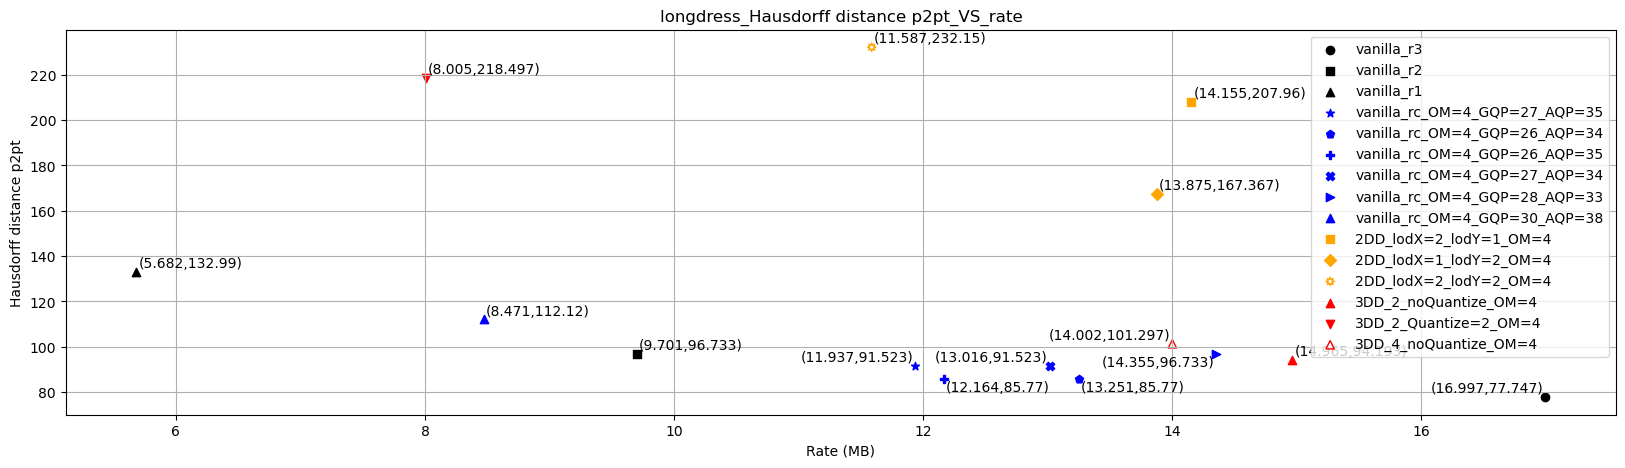 longdress_Hausdorff distance p2pt_VS_rate
Hausdorff distance p2pt
220
200
180
160
140
120
100
80
6
8
10
12
14
16
Rate (MB)
(11.587,232.15)
(8.005,218.497)
(14.155,207.96)
(13.875,167.367)
(5.682,132.99)
(8.471,112.12)
(9.701,96.733)
(14.002,101.297)
(11.937,91.523)
(13.016,91.523)
(14.355,96.733)
(14.965,94.193)
(12.164,85.77)
(13.251,85.77)
(16.997,77.747)
vanilla_r3
vanilla_r2
vanilla_r1
vanilla_rc_OM=4_GQP=27_AQP=35
vanilla_rc_OM=4_GQP=26_AQP=34
vanilla_rc_OM=4_GQP=26_AQP=35
vanilla_rc_OM=4_GQP=27_AQP=34
vanilla_rc_OM=4_GQP=28_AQP=33
vanilla_rc_OM=4_GQP=30_AQP=38
2DD_lodX=2_lodY=1_OM=4
2DD_lodX=1_lodY=2_OM=4
2DD_lodX=2_lodY=2_OM=4
3DD_2_noQuantize_OM=4
3DD_2_Quantize=2_OM=4
3DD_4_noQuantize_OM=4